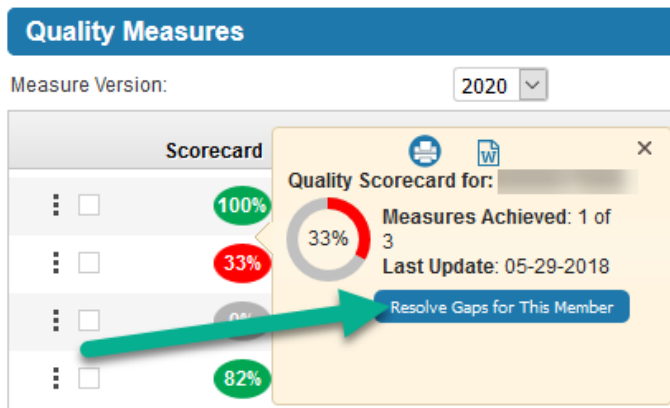 Quality Measures
Measure Version:
2020
Scorecard
100%
33%
0%
82%
W
Quality Scorecard for:
33%
Measures Achieved: 1 of
3
Last Update: 05-29-2018
Resolve Gaps for This Member